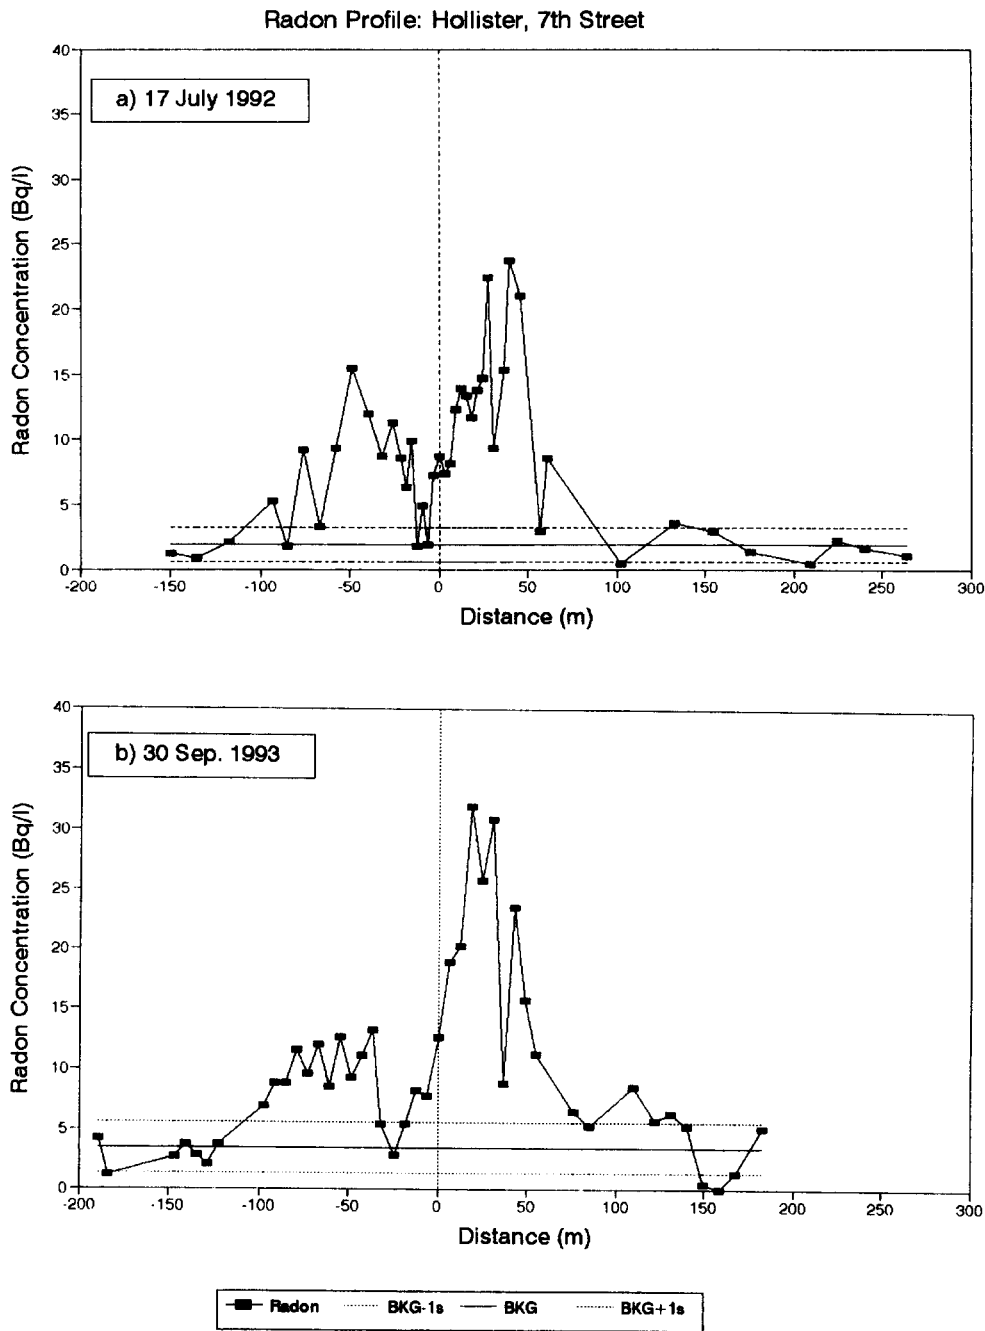 Radon Profile: Hollister, 7th Street
a) 17 July 1992
Radon Concentration (Bq/l)
40
35
30
25
20
15
10
5
0
-200 -150 -100 -50 0 50 100 150 200 250 300
Distance (m)
b) 30 Sep. 1993
Radon Concentration (Bq/l)
40
35
30
25
20
15
10
5
0
-200 -150 -100 -50 0 50 100 150 200 250 300
Distance (m)
Radon BKG-1s BKG BKG+1s